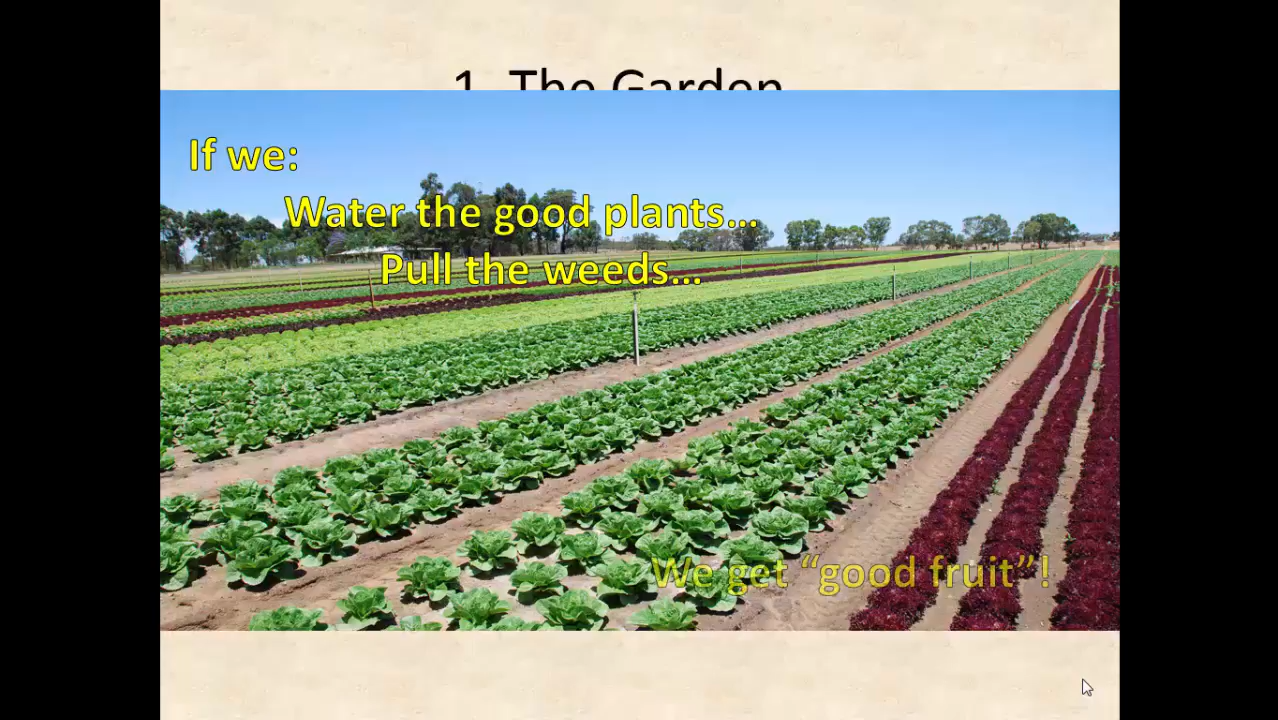 1. The Garden
If we:
Water the good plants...
Pull the weeds...
We get “good fruit”!